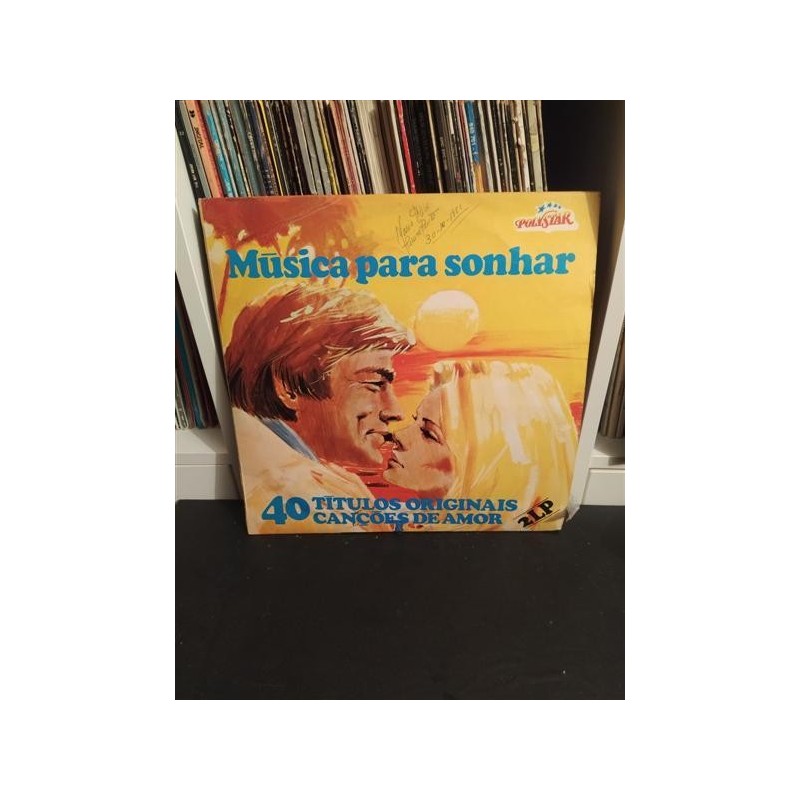 POLYSTAR
Música para sonhar
40 TÍTULOS ORIGINAIS
CANÇÕES DE AMOR
2LP